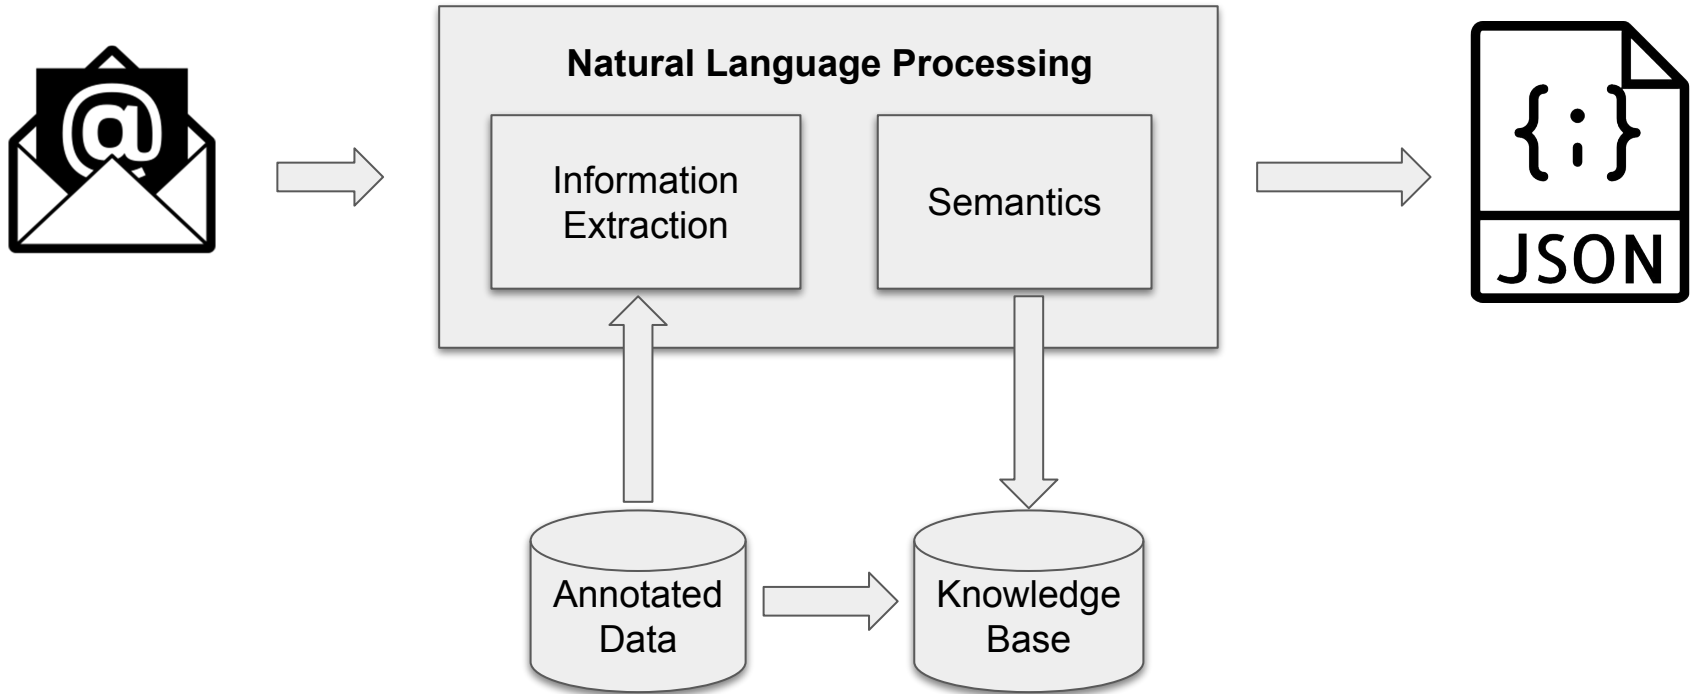 Natural Language Processing
@
Information
Extraction
Semantics
{;}
JSON
Annotated
Data
Knowledge
Base